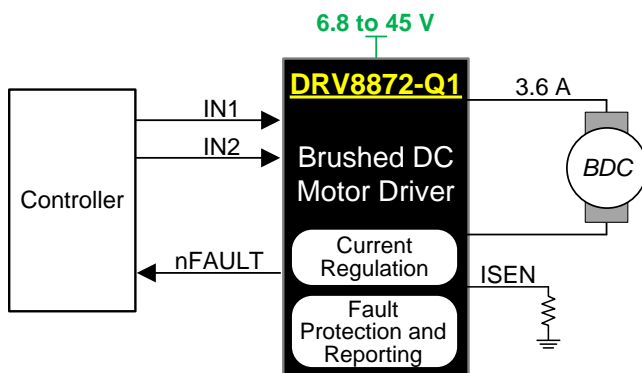 6.8 to 45 V
DRV8872-Q1
3.6 A
IN1
IN2
Brushed DC
Motor Driver
BDC
Controller
Current
Regulation
nFAULT
ISEN
Fault
Protection and
Reporting